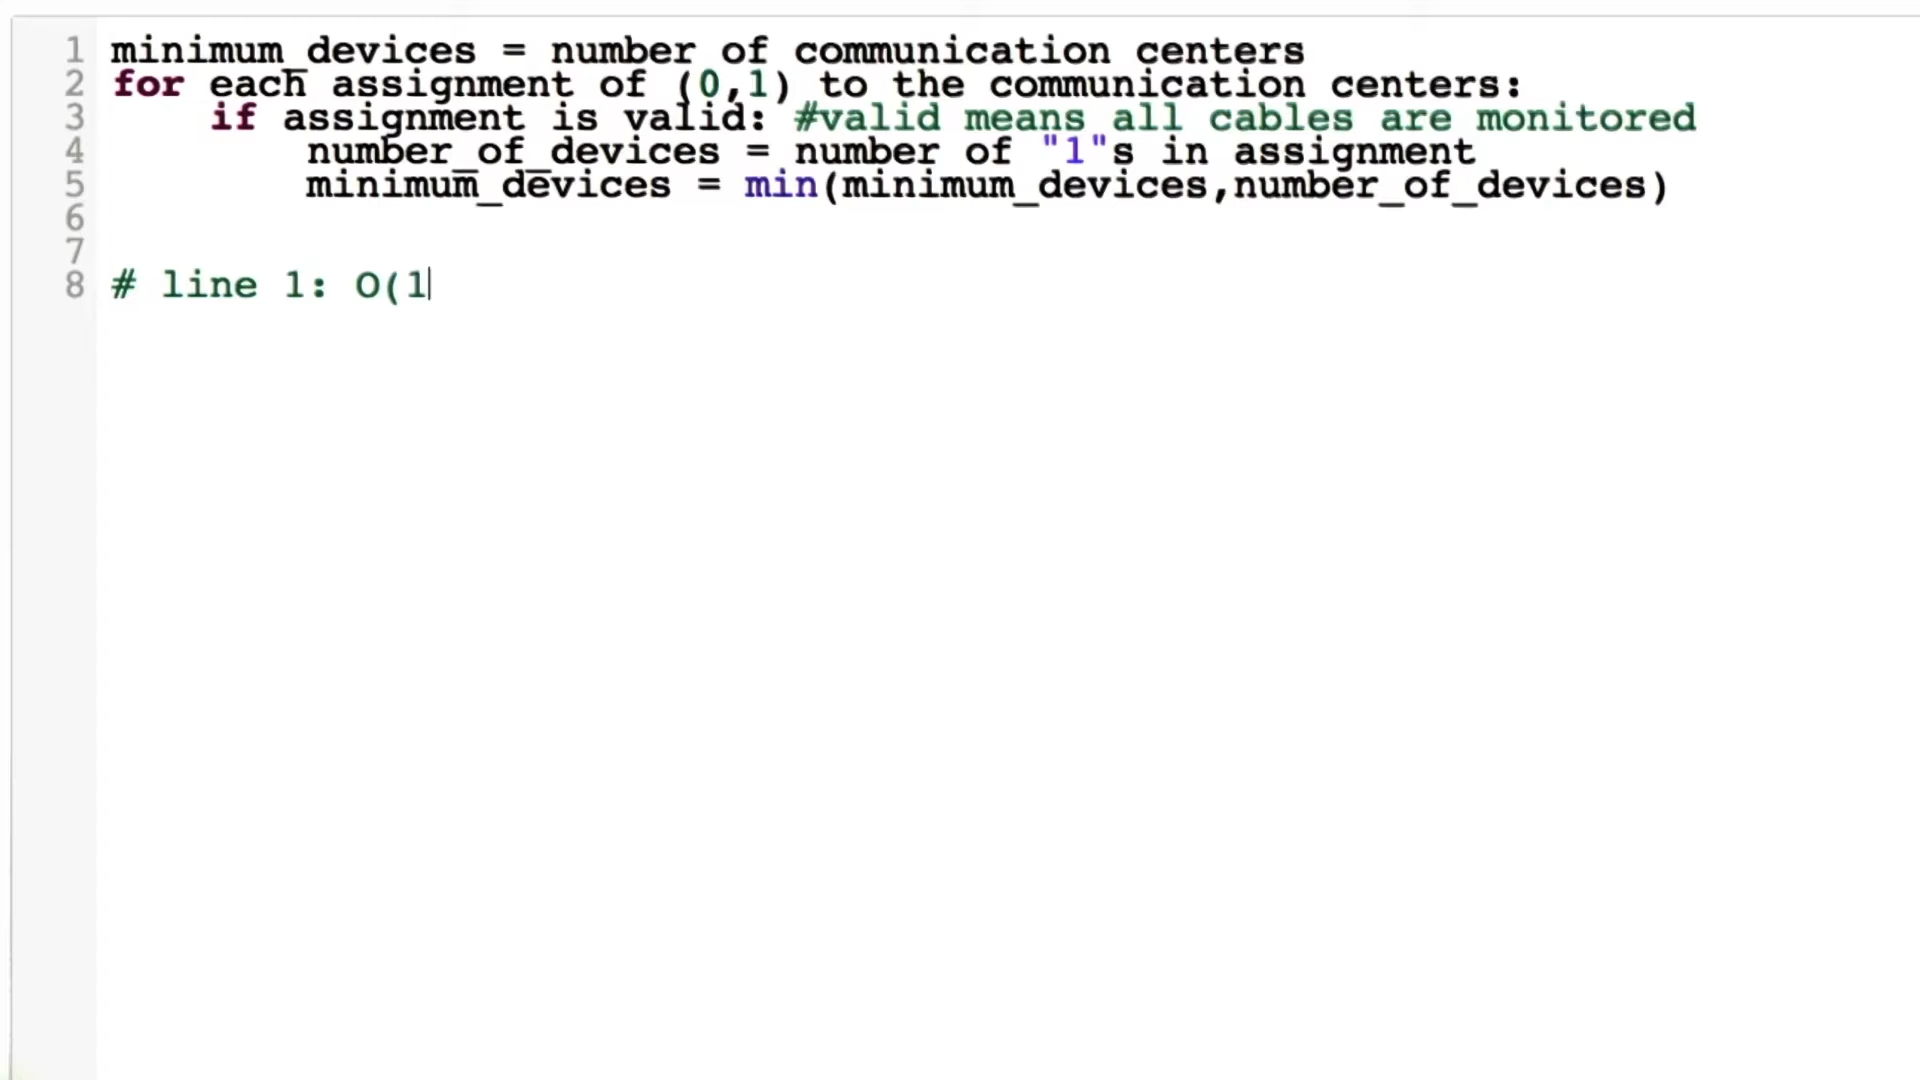 1 minimum_devices = number of communication centers
2 for each assignment of (0,1) to the communication centers:
3     if assignment is valid: #valid means all cables are monitored
4         number_of_devices = number of "1"s in assignment
5         minimum_devices = min(minimum_devices,number_of_devices)
6
7
8 # line 1: O(1